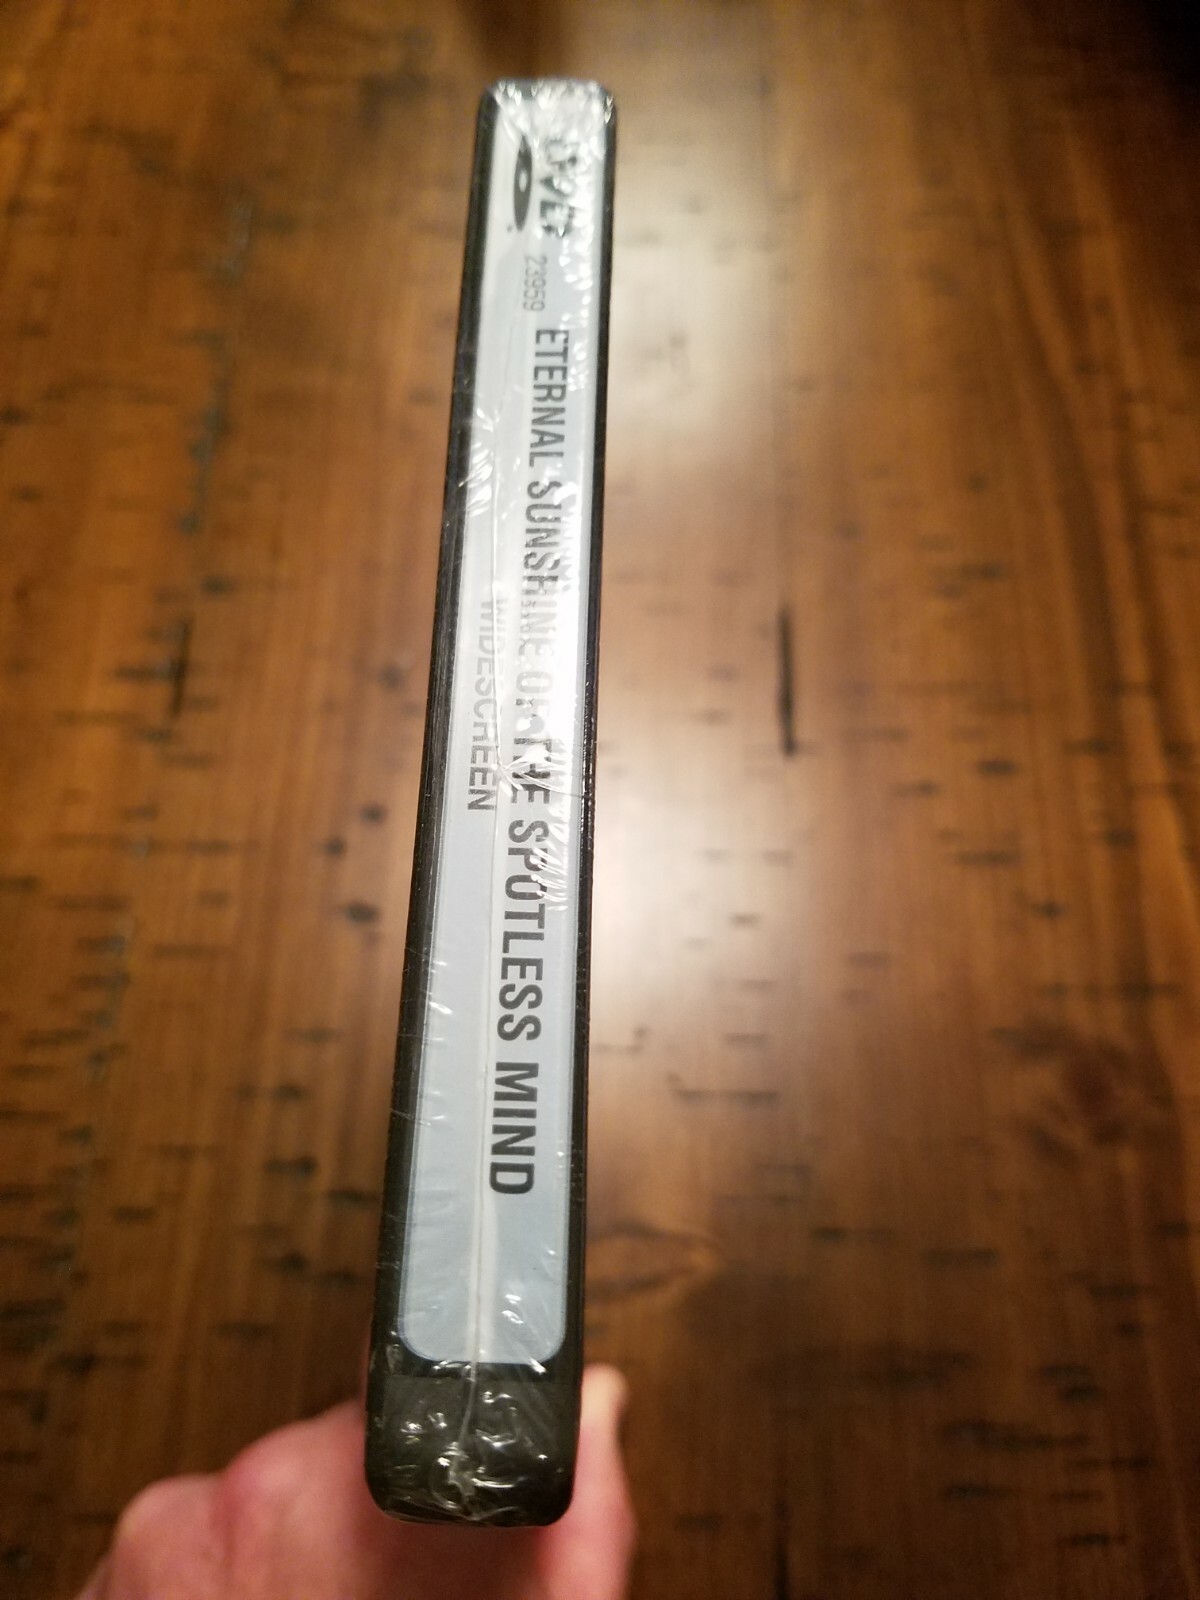 DVD
23959
ETERNAL SUNSHINE OF THE SPOTLESS MIND
WIDESCREEN